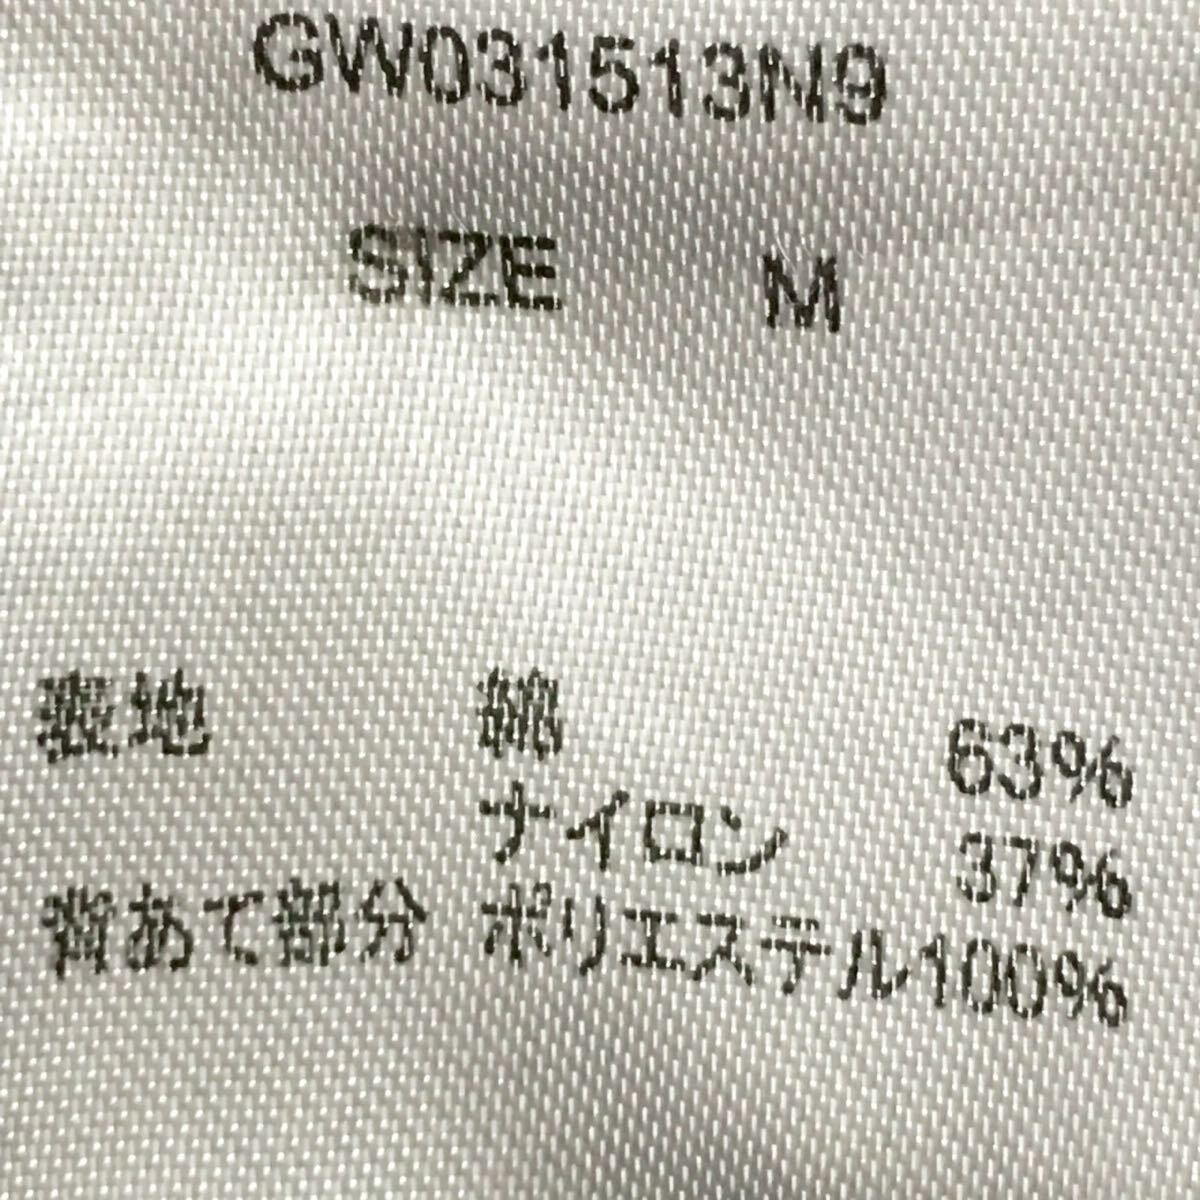 GW031513N9
SIZE M
表地 綿 63%
ナイロン 37%
背あて部分 ポリエステル100%